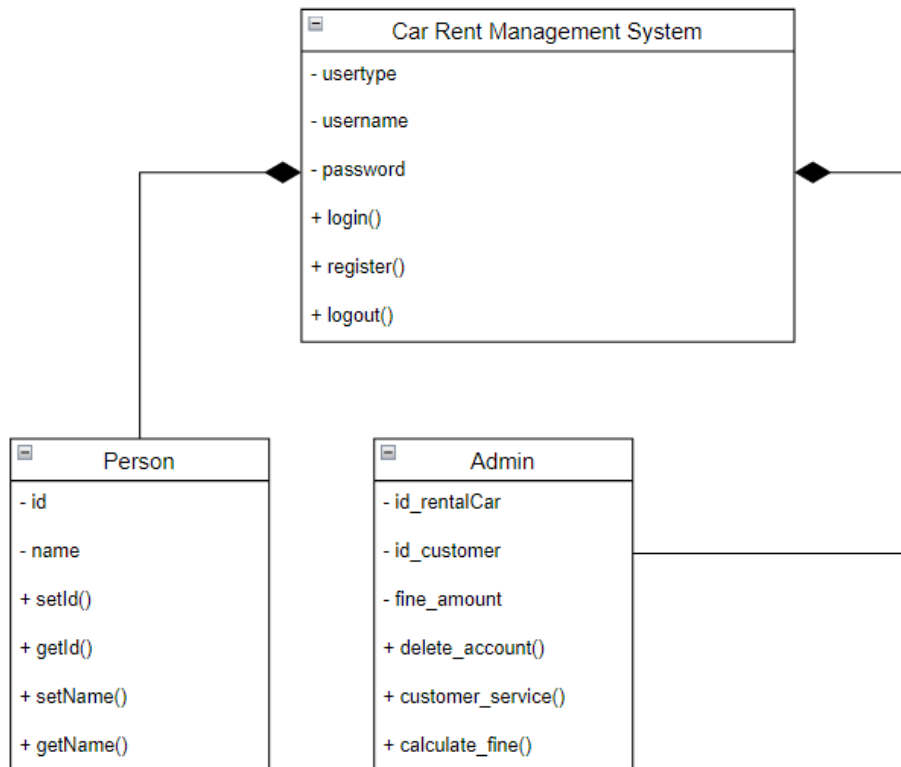 Car Rent Management System
- usertype
- username
- password
+ login()
+ register()
+ logout()
Person
- id
- name
+ setId()
+ getId()
+ setName()
+ getName()
Admin
- id_rentalCar
- id_customer
- fine_amount
+ delete_account()
+ customer_service()
+ calculate_fine()